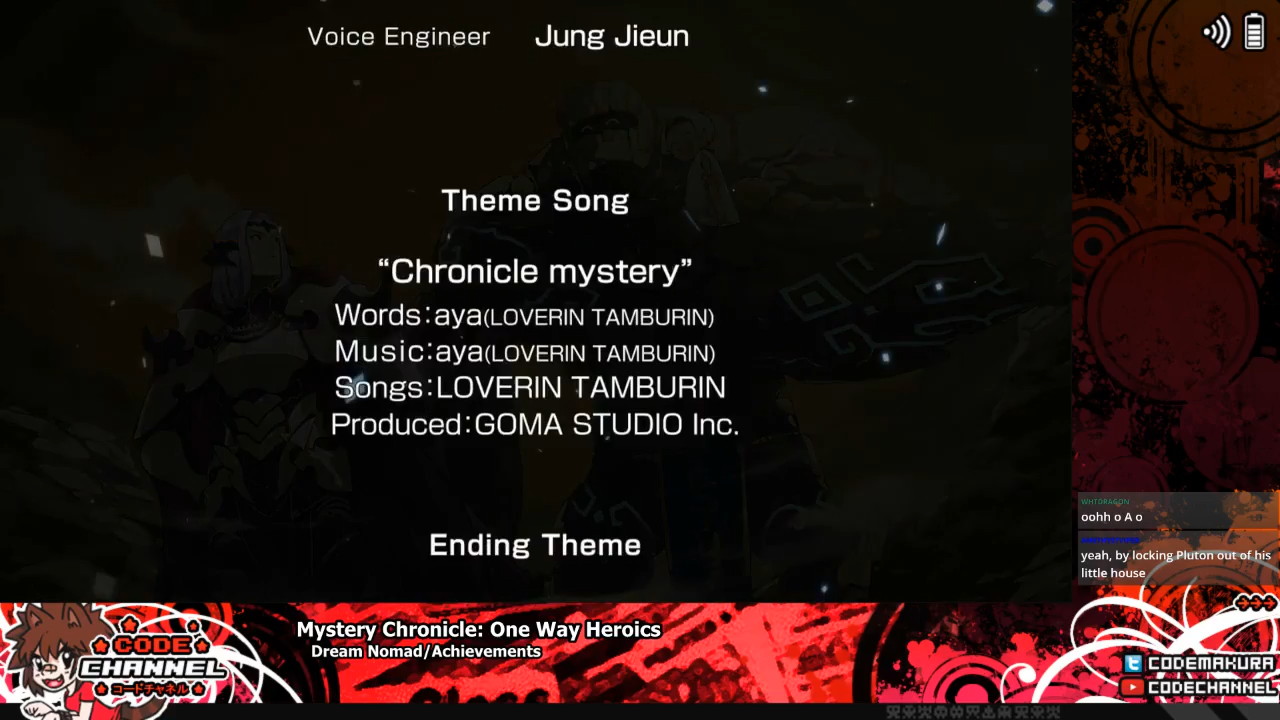 Voice Engineer Jung Jieun
Theme Song
“Chronicle mystery”
Words:aya(LOVERIN TAMBURIN)
Music:aya(LOVERIN TAMBURIN)
Songs:LOVERIN TAMBURIN
Produced:GOMA STUDIO Inc.
Ending Theme
WHTDRAGON
oohh o A o
yeah, by locking Pluton out of his
little house
Mystery Chronicle: One Way Heroics
Dream Nomad/Achievements
CODE
CHANNEL
コードチャンネル
CODEMAKURA
CODECHANNEL